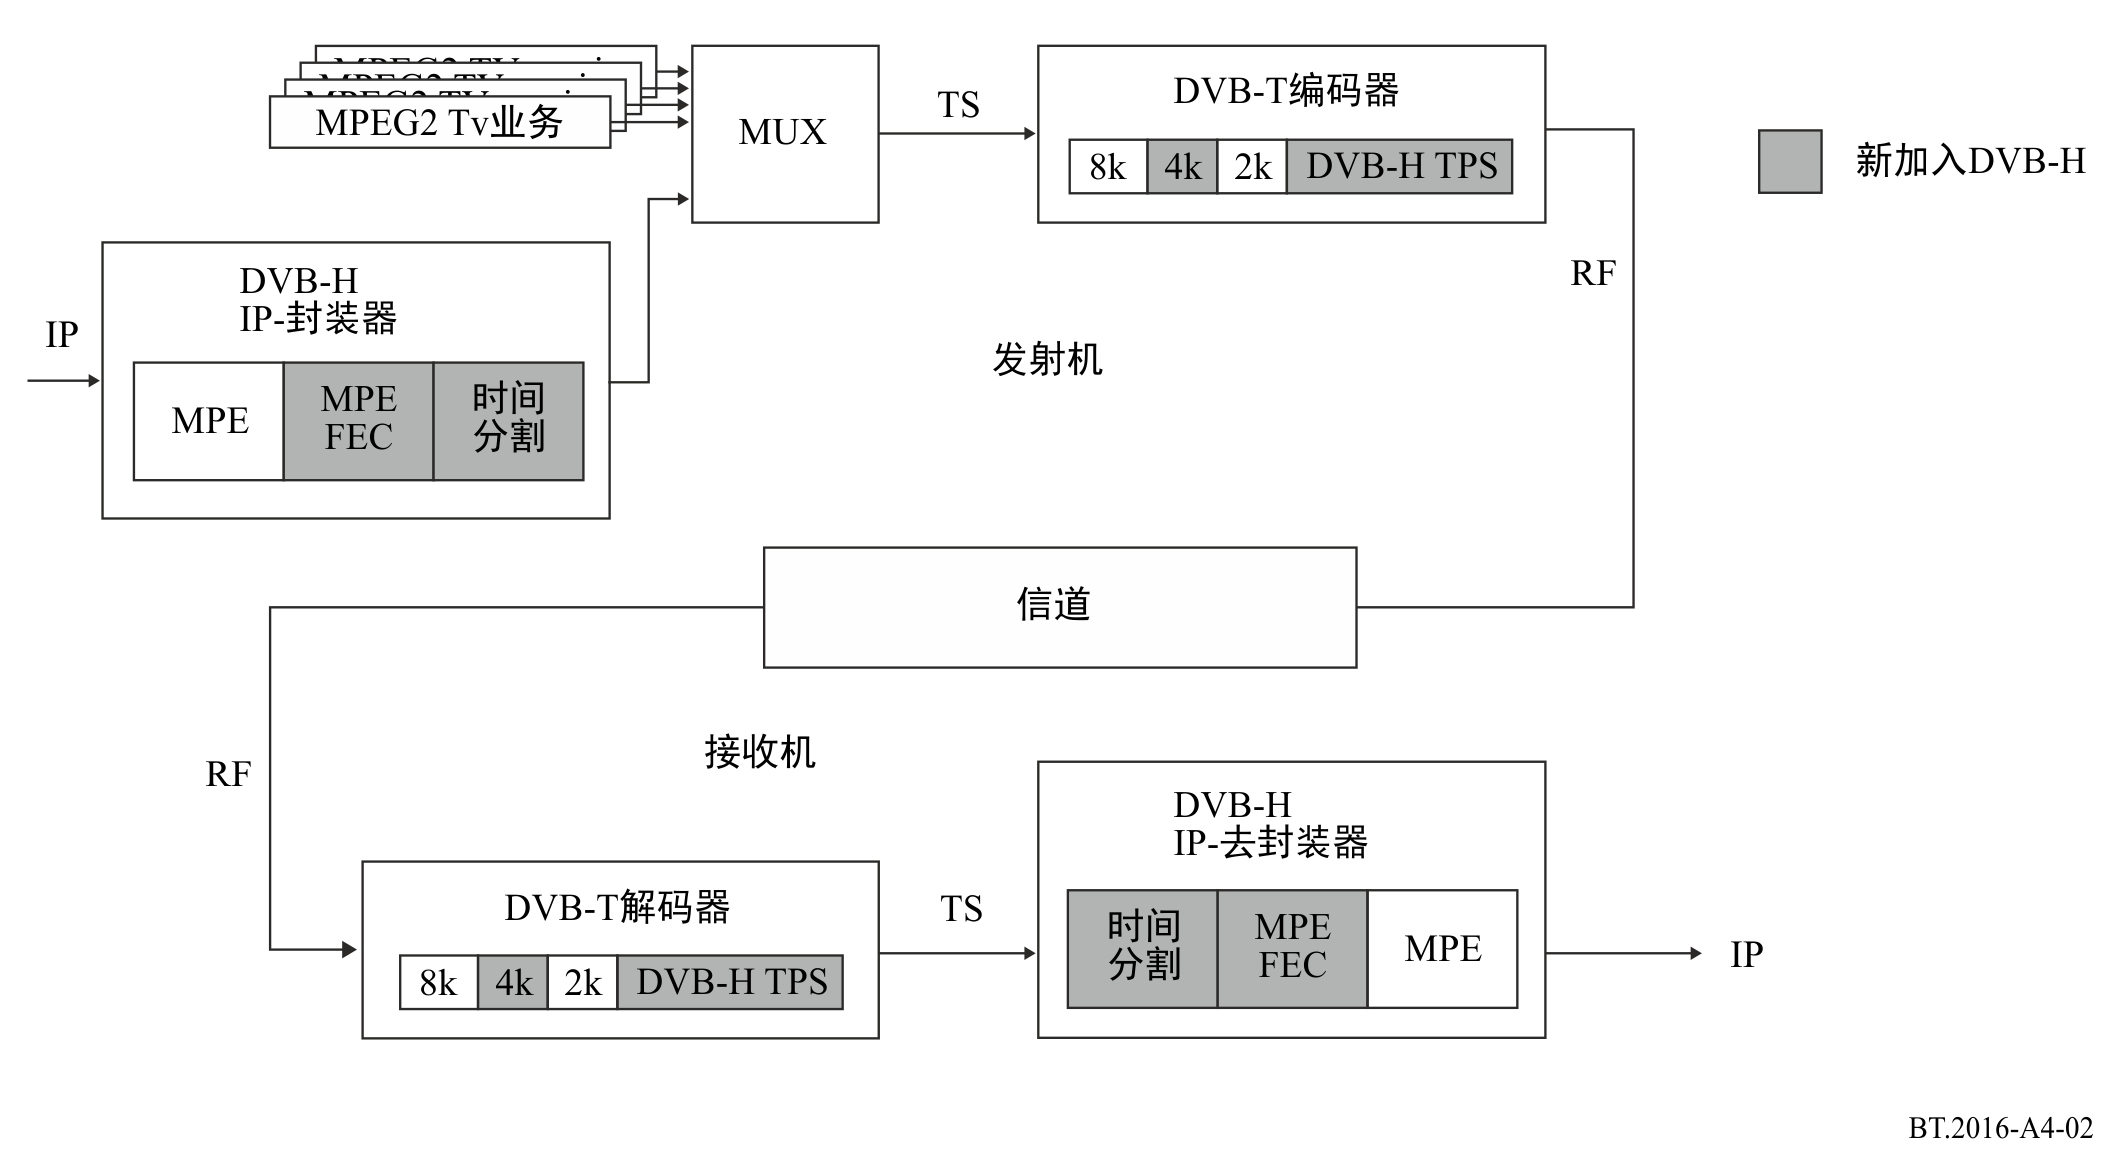 MPEG2 Tv业务
MUX
TS
DVB-T编码器
8k 4k 2k DVB-H TPS
新加入DVB-H
RF
DVB-H
IP-封装器
IP
MPE
MPE
FEC
时间
分割
发射机
信道
接收机
RF
DVB-T解码器
8k 4k 2k DVB-H TPS
TS
DVB-H
IP-去封装器
时间
分割
MPE
FEC
MPE
IP
BT.2016-A4-02